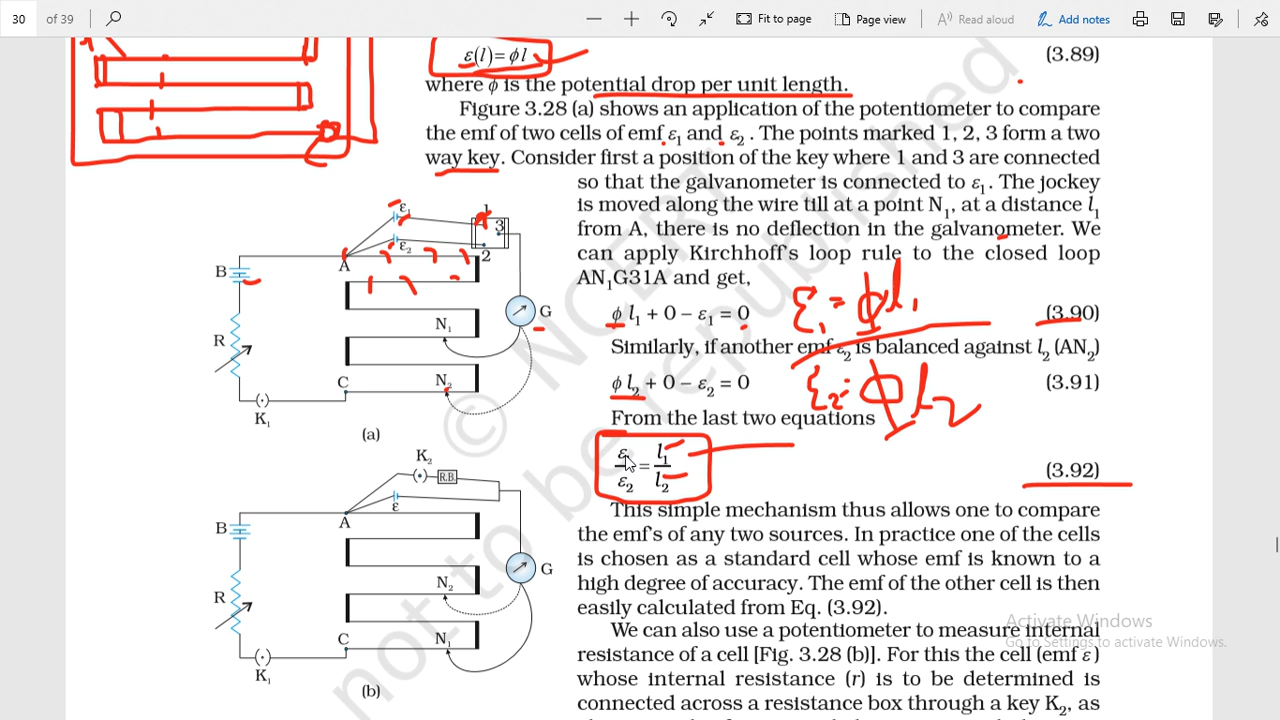 30 of 39 Fit to page Page view Read aloud Add notes
ε(l) = ϕ l (3.89)
where ϕ is the potential drop per unit length.
Figure 3.28 (a) shows an application of the potentiometer to compare
the emf of two cells of emf ε₁ and ε₂ . The points marked 1, 2, 3 form a two
way key. Consider first a position of the key where 1 and 3 are connected
so that the galvanometer is connected to ε₁. The jockey
is moved along the wire till at a point N₁, at a distance l₁
from A, there is no deflection in the galvanometer. We
can apply Kirchhoff's loop rule to the closed loop
AN₁G31A and get,
ϕ l₁ + 0 – ε₁ = 0 (3.90)
ε₁ = ϕl₁
Similarly, if another emf ε₂ is balanced against l₂ (AN₂)
ϕ l₂ + 0 – ε₂ = 0 (3.91)
ε₂ = ϕl₂
From the last two equations
ε/ε₂ = l₁/l₂ (3.92)
This simple mechanism thus allows one to compare
the emf's of any two sources. In practice one of the cells
is chosen as a standard cell whose emf is known to a
high degree of accuracy. The emf of the other cell is then
easily calculated from Eq. (3.92).
We can also use a potentiometer to measure internal
resistance of a cell [Fig. 3.28 (b)]. For this the cell (emf ε)
whose internal resistance (r) is to be determined is
connected across a resistance box through a key K₂, as
ε₁
1
3
ε₂
2
A
B
G
N₁
R
C
N₂
K₁
(a)
K₂
R.B.
ε
A
B
G
N₂
R
C
N₁
K₁
(b)
© NCERT
not to be republished
Activate Windows
Go to Settings to activate Windows.